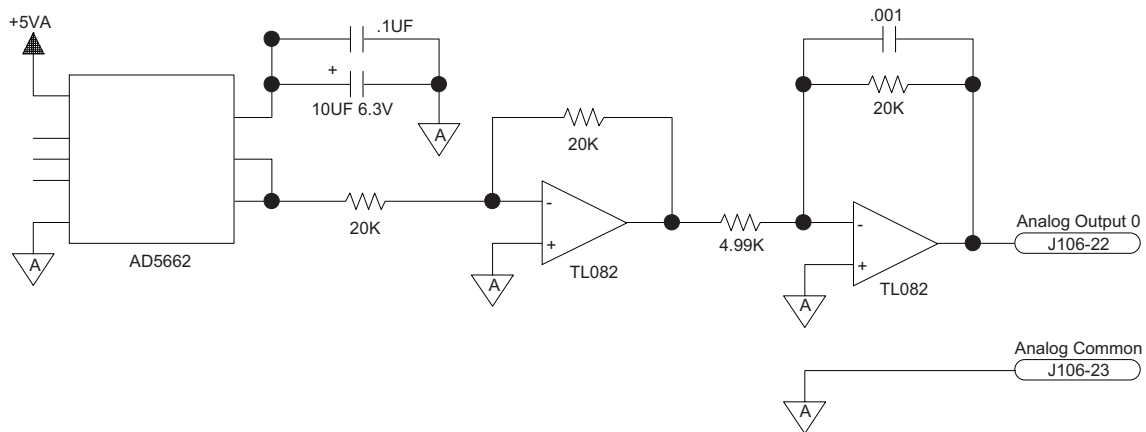 +5VA
.1UF
+
10UF 6.3V
A
.001
20K
20K
20K
-
+
TL082
A
4.99K
-
+
TL082
A
Analog Output 0
J106-22
A
AD5662
Analog Common
J106-23
A